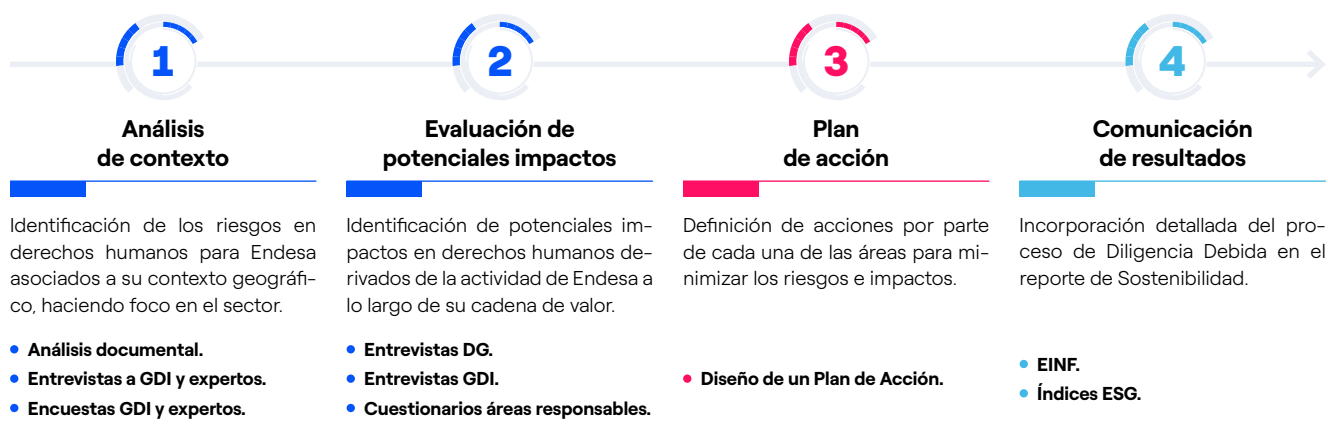 1
Análisis
de contexto
Identificación de los riesgos en
derechos humanos para Endesa
asociados a su contexto geográfi-
co, haciendo foco en el sector.
• Análisis documental.
• Entrevistas a GDI y expertos.
• Encuestas GDI y expertos.
2
Evaluación de
potenciales impactos
Identificación de potenciales im-
pactos en derechos humanos de-
rivados de la actividad de Endesa a
lo largo de su cadena de valor.
• Entrevistas DG.
• Entrevistas GDI.
• Cuestionarios áreas responsables.
3
Plan
de acción
Definición de acciones por parte
de cada una de las áreas para mi-
nimizar los riesgos e impactos.
• Diseño de un Plan de Acción.
4
Comunicación
de resultados
Incorporación detallada del pro-
ceso de Diligencia Debida en el
reporte de Sostenibilidad.
• EINF.
• Índices ESG.